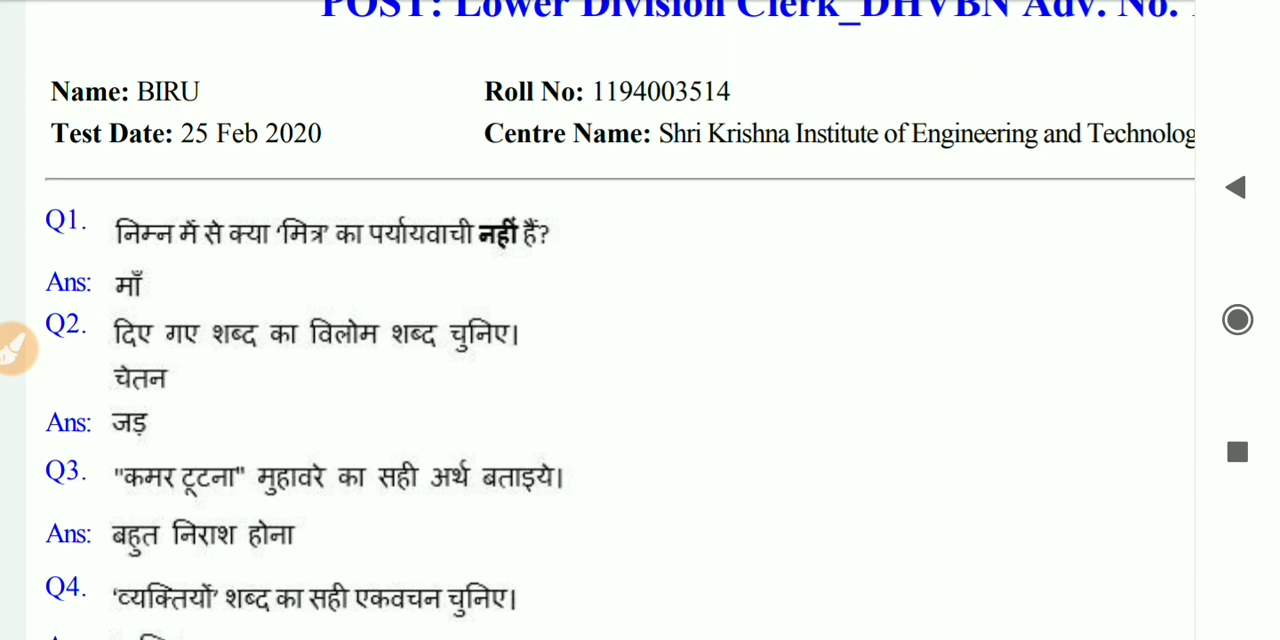 POST: Lower Division Clerk_DHVBN Adv. No.
Name: BIRU Roll No: 1194003514
Test Date: 25 Feb 2020 Centre Name: Shri Krishna Institute of Engineering and Technolog
Q1. निम्न में से क्या ‘मित्र’ का पर्यायवाची नहीं हैं?
Ans: माँ
Q2. दिए गए शब्द का विलोम शब्द चुनिए।
चेतन
Ans: जड़
Q3. "कमर टूटना" मुहावरे का सही अर्थ बताइये।
Ans: बहुत निराश होना
Q4. ‘व्यक्तियों’ शब्द का सही एकवचन चुनिए।